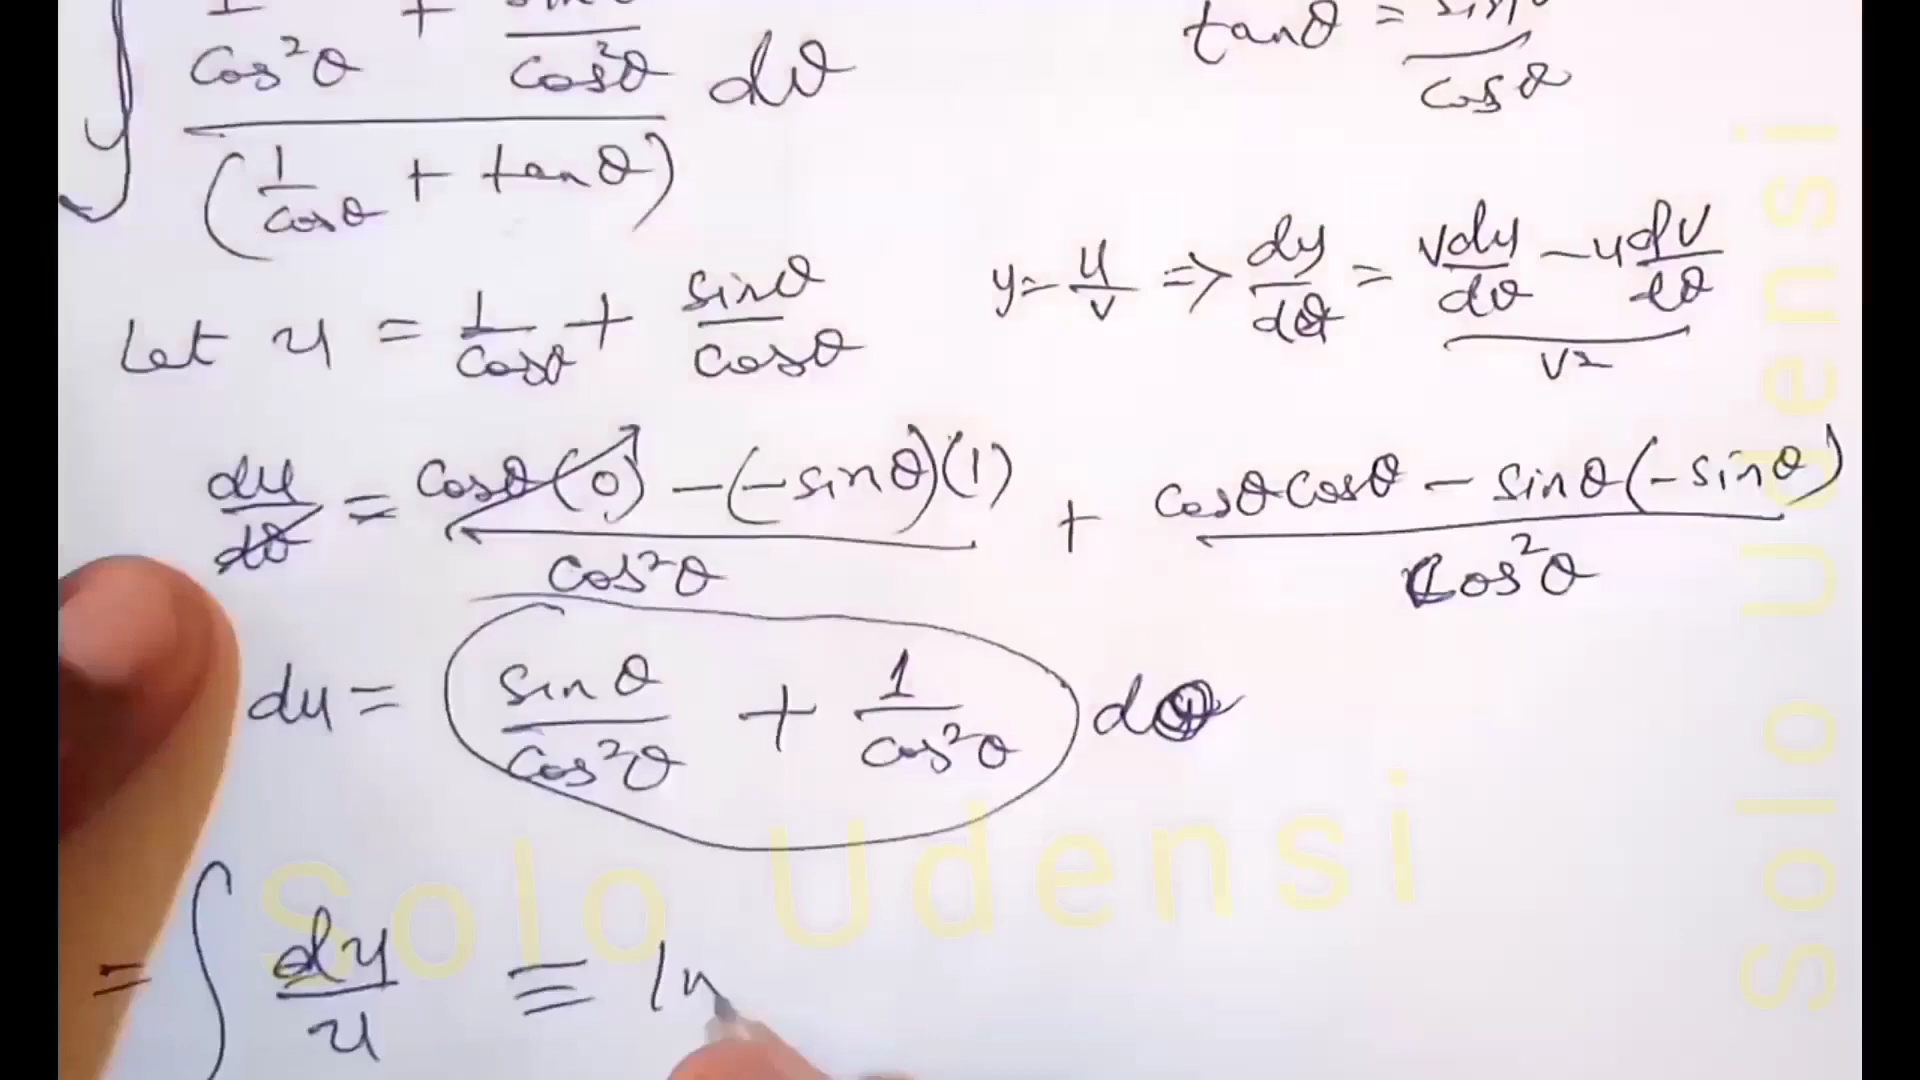 ∫ 1/cos²θ + sinθ/cos²θ dθ
(1/cosθ + tanθ)
tanθ = sinθ/cosθ
y = u/v => dy/dθ = (v du/dθ - u dv/dθ)/v²
Let u = 1/cosθ + sinθ/cosθ
du/dθ = (cosθ(0) - (-sinθ)(1))/cos²θ + (cosθcosθ - sinθ(-sinθ))/cos²θ
du = (sinθ/cos²θ + 1/cos²θ) dθ
= ∫ du/u ≡ ln
Solo Udensi
Solo Udensi